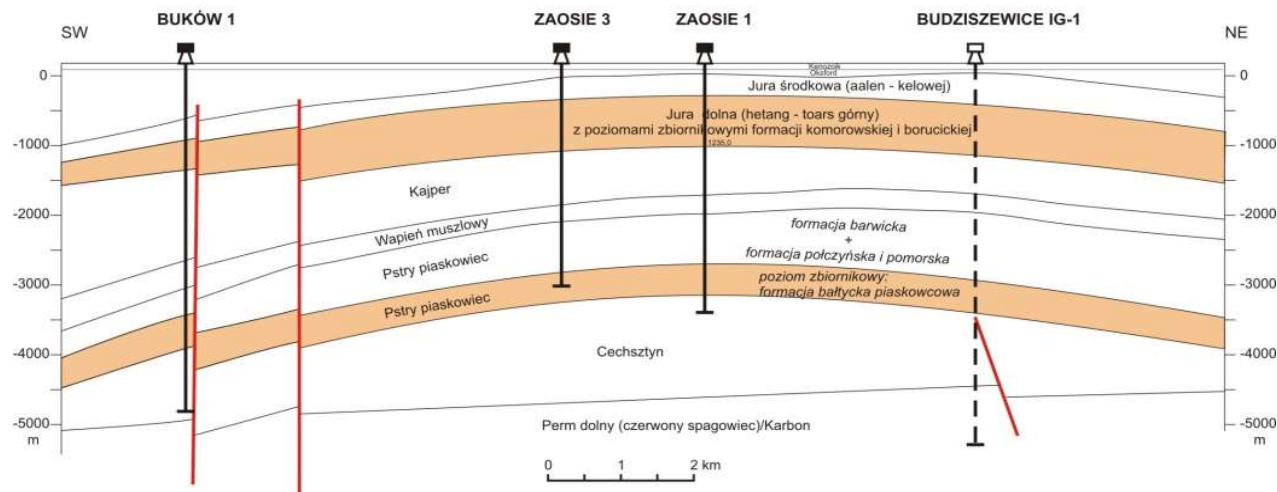 BUKÓW 1
ZAOSIE 3
ZAOSIE 1
BUDZISZEWICE IG-1
SW
NE
Kenozoik
Oksford
0
0
Jura środkowa (aalen - kelowej)
Jura dolna (hetang - toars górny)
z poziomami zbiornikowymi formacji komorowskiej i borucickiej
1235.0
-1000
-1000
Kajper
-2000
-2000
Wapień muszlowy
formacja barwicka
+
formacja połczyńska i pomorska
Pstry piaskowiec
poziom zbiornikowy:
formacja bałtycka piaskowcowa
-3000
-3000
Pstry piaskowiec
Cechsztyn
-4000
-4000
Perm dolny (czerwony spągowiec)/Karbon
-5000
-5000
m
m
0 1 2 km